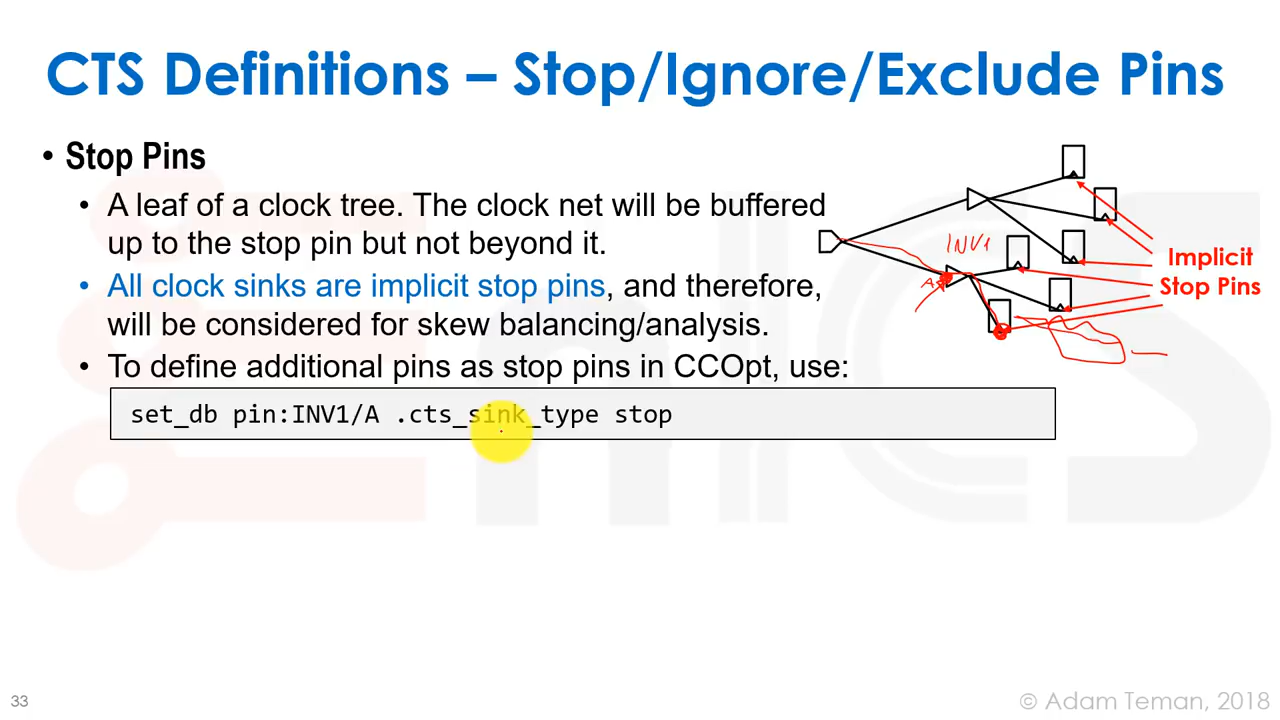 CTS Definitions – Stop/Ignore/Exclude Pins
• Stop Pins
• A leaf of a clock tree. The clock net will be buffered
up to the stop pin but not beyond it.
• All clock sinks are implicit stop pins, and therefore,
will be considered for skew balancing/analysis.
• To define additional pins as stop pins in CCOpt, use:
set_db pin:INV1/A .cts_sink_type stop
INV1
A
Implicit
Stop Pins
33
© Adam Teman, 2018